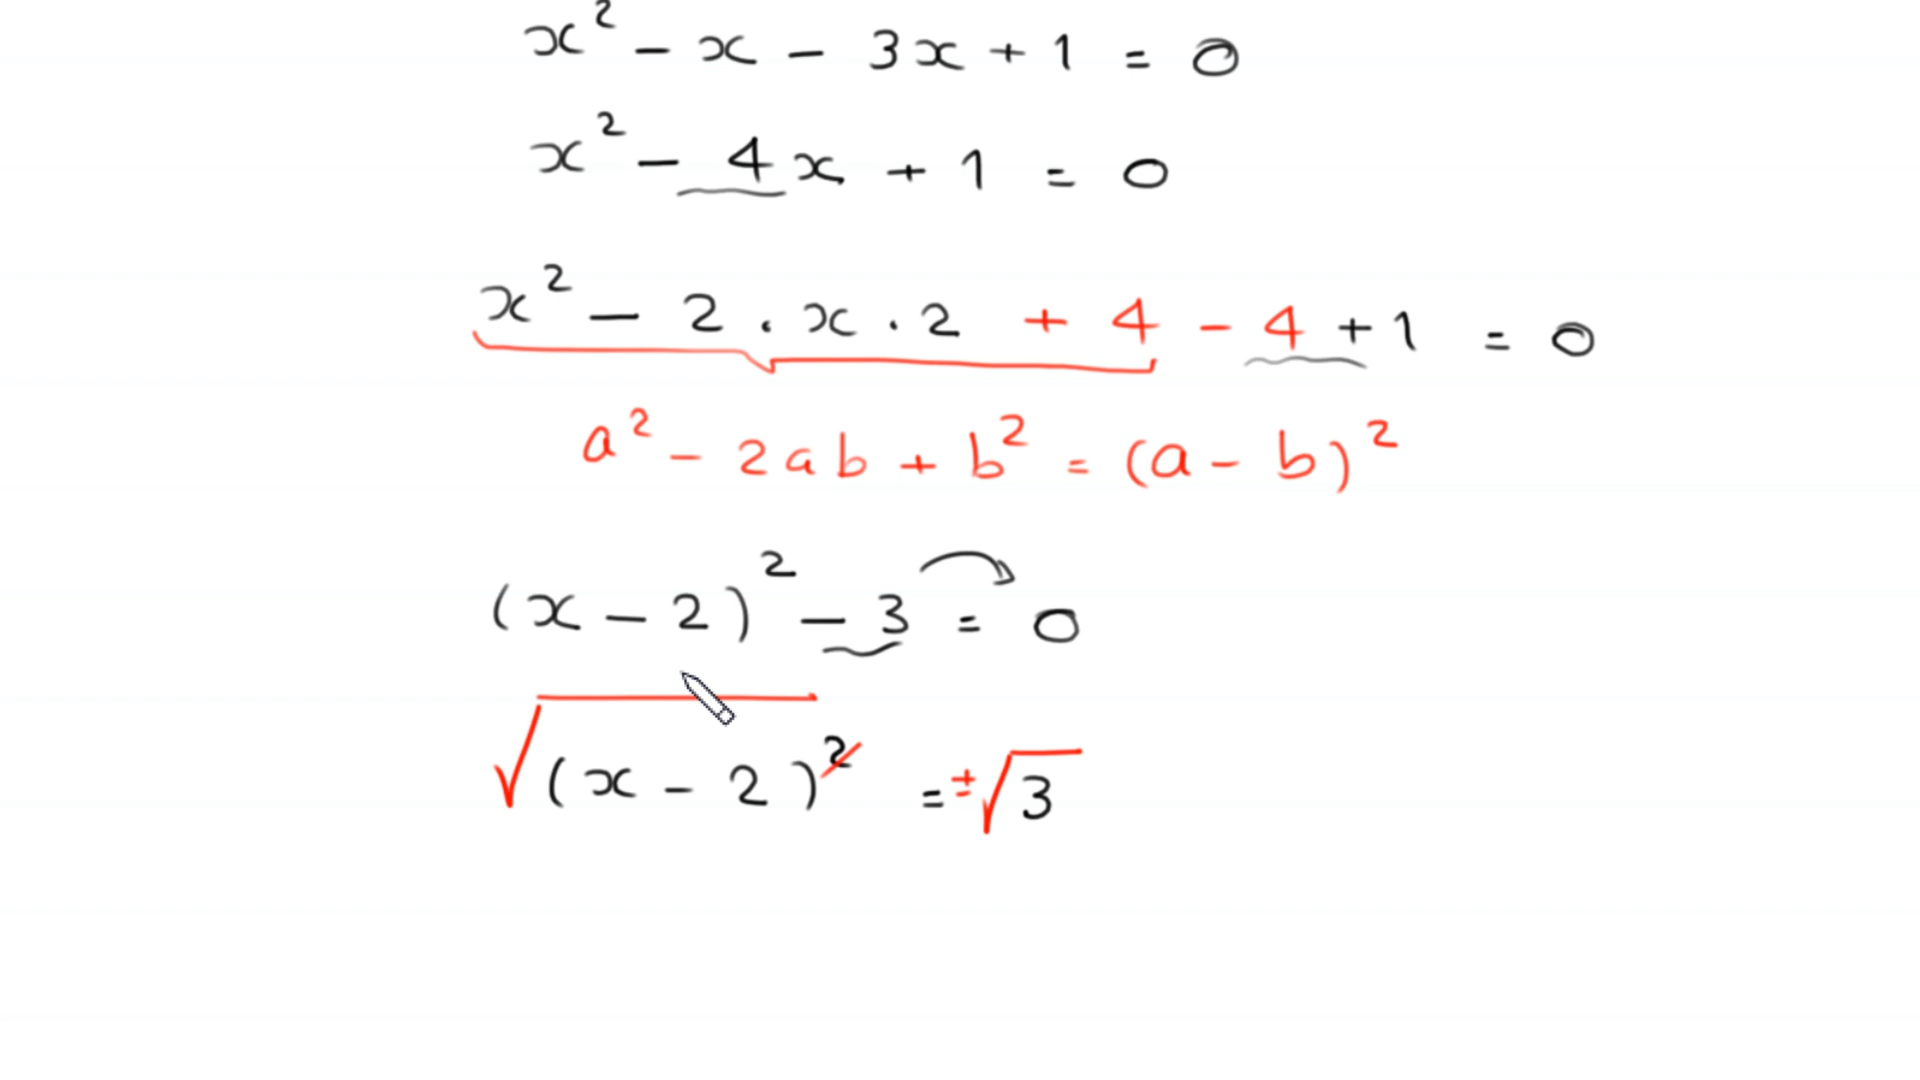 x² - x - 3x + 1 = 0
x² - 4x + 1 = 0
x² - 2 . x . 2 + 4 - 4 + 1 = 0
a² - 2ab + b² = (a - b)²
(x - 2)² - 3 = 0
√(x - 2)² = ±√3